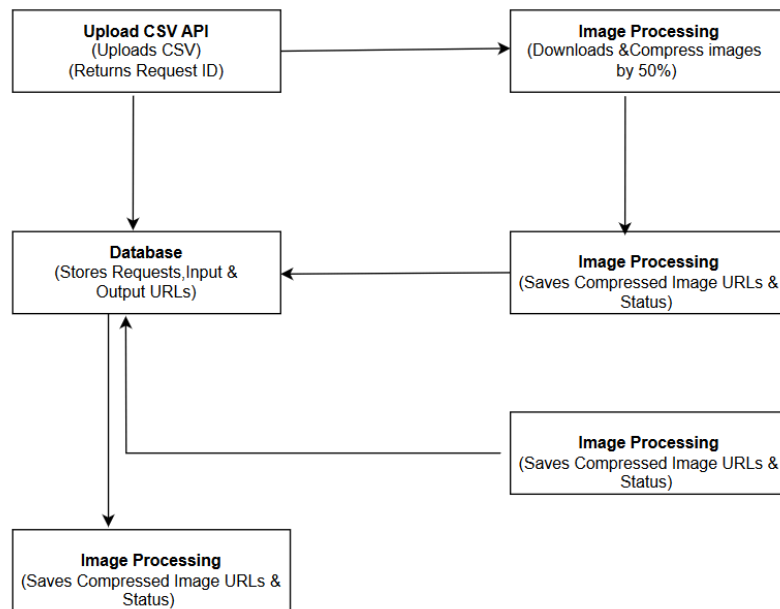 Upload CSV API
(Uploads CSV)
(Returns Request ID)
Image Processing
(Downloads &Compress images
by 50%)
Database
(Stores Requests,Input &
Output URLs)
Image Processing
(Saves Compressed Image URLs &
Status)
Image Processing
(Saves Compressed Image URLs &
Status)
Image Processing
(Saves Compressed Image URLs &
Status)